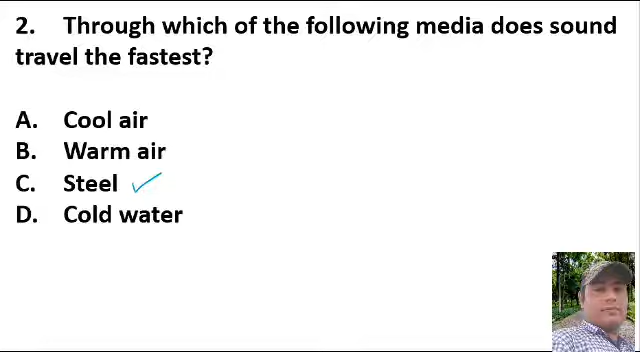 2. Through which of the following media does sound
travel the fastest?
A. Cool air
B. Warm air
C. Steel
D. Cold water